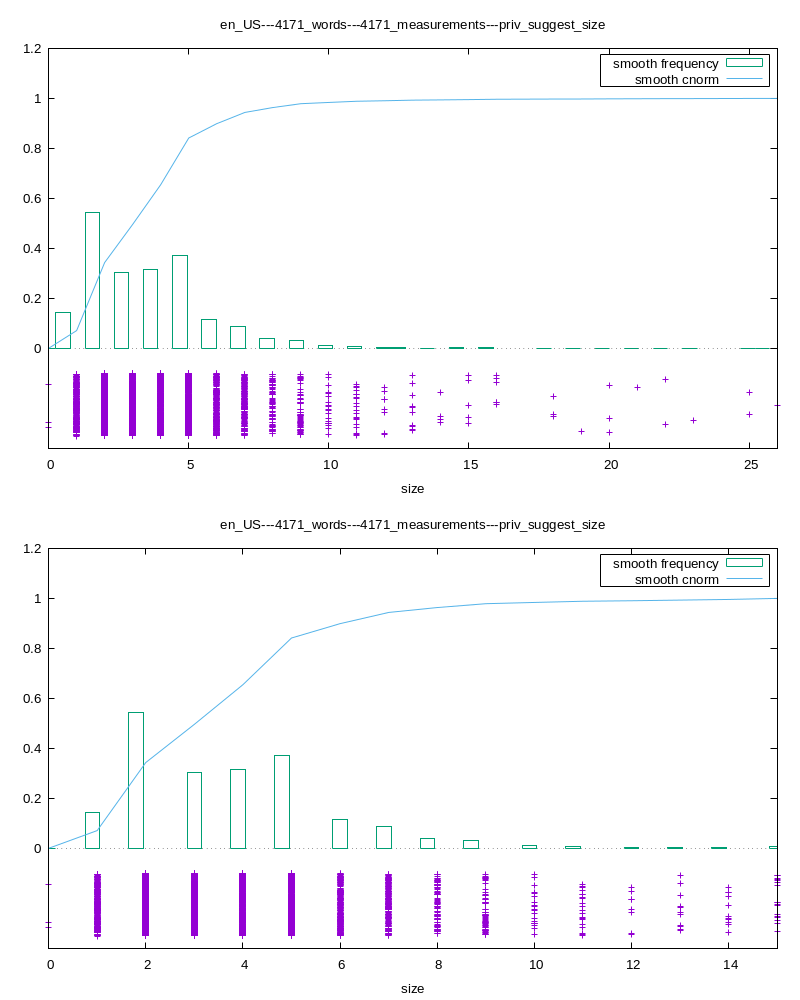 en_US---4171_words---4171_measurements---priv_suggest_size
1.2
smooth frequency
smooth cnorm
1
0.8
0.6
0.4
0.2
0
0 5 10 15 20 25
size
en_US---4171_words---4171_measurements---priv_suggest_size
1.2
smooth frequency
smooth cnorm
1
0.8
0.6
0.4
0.2
0
0 2 4 6 8 10 12 14
size